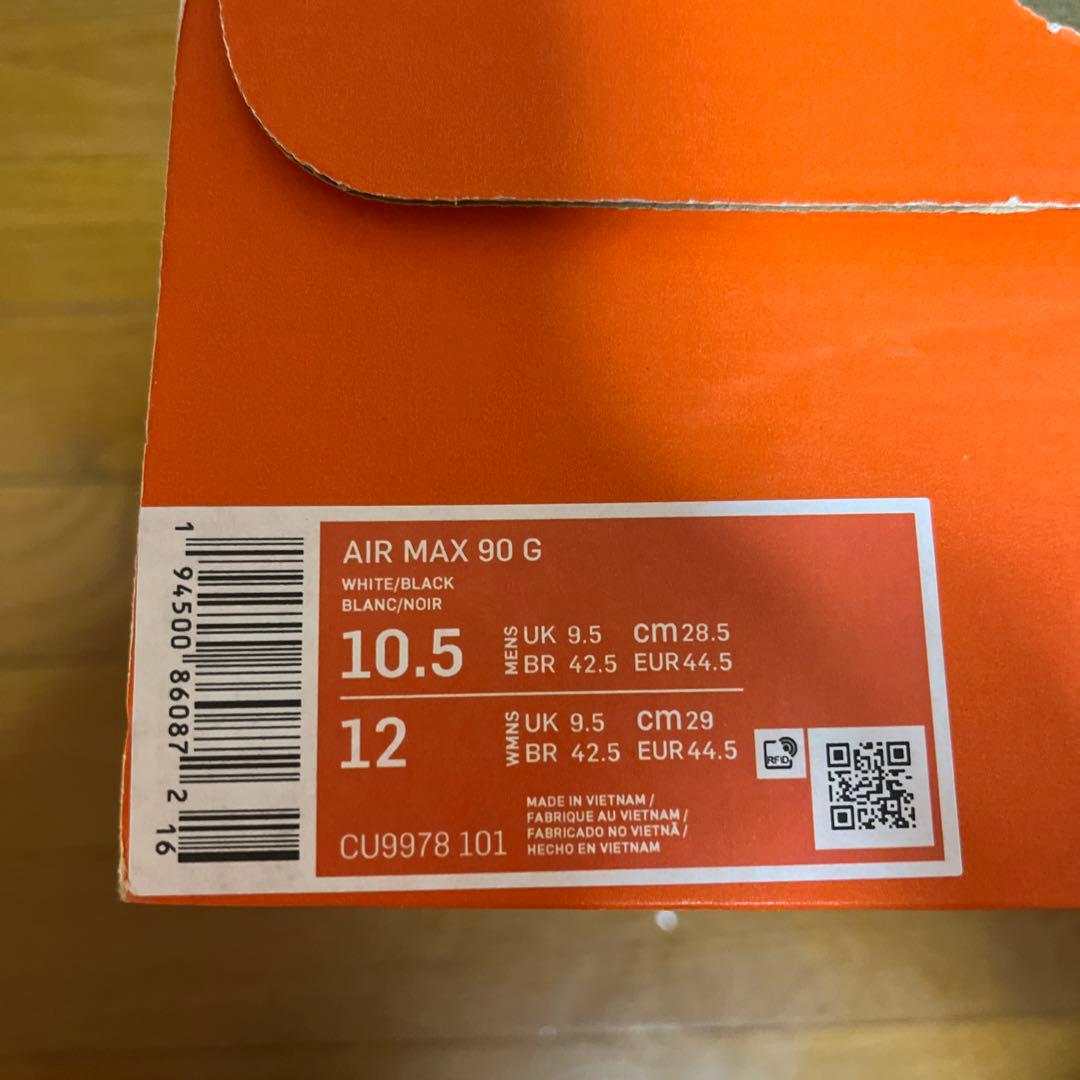 AIR MAX 90 G
WHITE/BLACK
BLANC/NOIR
10.5 MENS UK 9.5 cm 28.5
BR 42.5 EUR 44.5
12 WMNS UK 9.5 cm 29
BR 42.5 EUR 44.5
MADE IN VIETNAM /
FABRIQUE AU VIETNAM /
FABRICADO NO VIETNÃ /
HECHO EN VIETNAM
CU9978 101
RFID
1 94500 86087 2 16